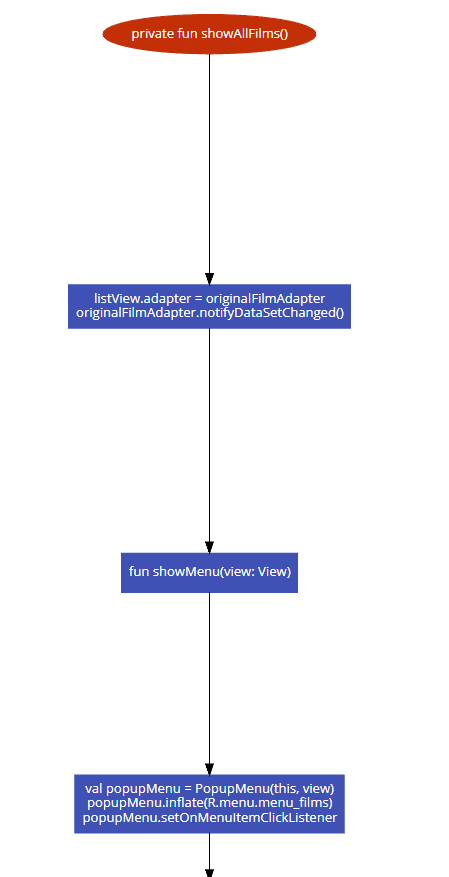 private fun showAllFilms()
listView.adapter = originalFilmAdapter
originalFilmAdapter.notifyDataSetChanged()
fun showMenu(view: View)
val popupMenu = PopupMenu(this, view)
popupMenu.inflate(R.menu.menu_films)
popupMenu.setOnMenuItemClickListener